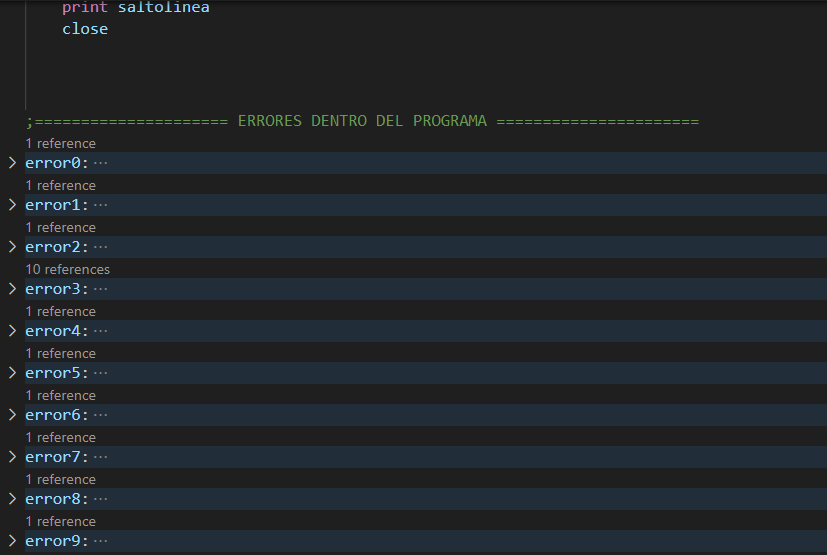 print saltolinea
close
;===================== ERRORES DENTRO DEL PROGRAMA ======================
1 reference
error0: ···
1 reference
error1: ···
1 reference
error2: ···
10 references
error3: ···
1 reference
error4: ···
1 reference
error5: ···
1 reference
error6: ···
1 reference
error7: ···
1 reference
error8: ···
1 reference
error9: ···